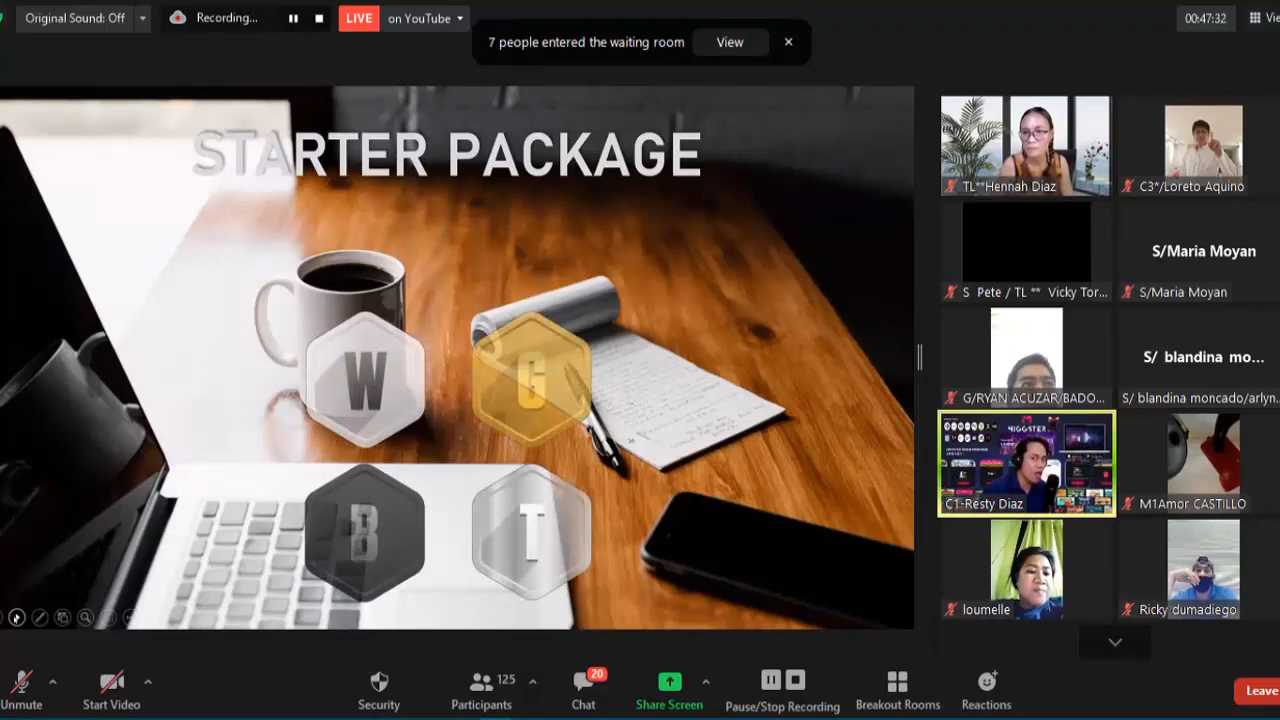 Original Sound: Off
Recording...
LIVE
on YouTube
7 people entered the waiting room
View
00:47:32
STARTER PACKAGE
W
G
B
T
TL**Hennah Diaz
C3*/Loreto Aquino
S Pete / TL ** Vicky Tor...
S/Maria Moyan
S/Maria Moyan
G/RYAN ACUZAR/BADO...
S/ blandina mo...
S/ blandina moncado/arlyn
HIGGSTER
C1-Resty Diaz
M1Amor CASTILLO
loumelle
Ricky dumadiego
Unmute
Start Video
Security
125
Participants
20
Chat
Share Screen
Pause/Stop Recording
Breakout Rooms
Reactions
Leave